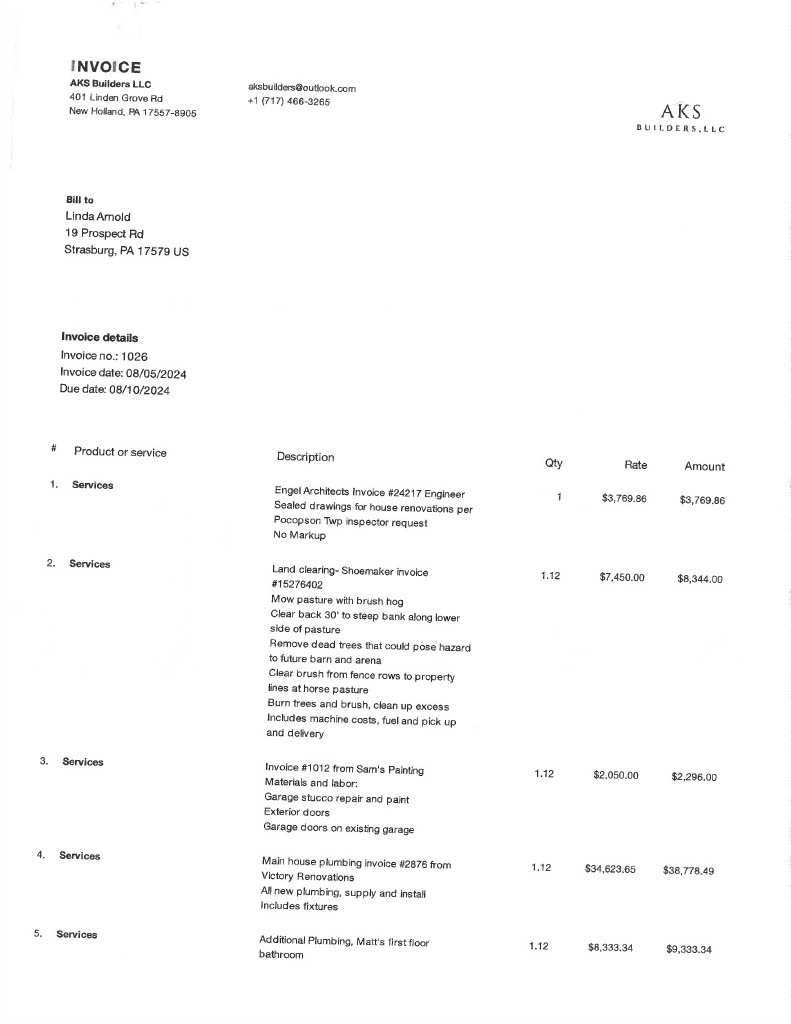 INVOICE
AKS Builders LLC
401 Linden Grove Rd
New Holland, PA 17557-8905
aksbuilders@outlook.com
+1 (717) 466-3265
AKS
BUILDERS, LLC
Bill to
Linda Arnold
19 Prospect Rd
Strasburg, PA 17579 US
Invoice details
Invoice no.: 1026
Invoice date: 08/05/2024
Due date: 08/10/2024
# Product or service Description Qty Rate Amount
1. Services Engel Architects Invoice #24217 Engineer 1 $3,769.86 $3,769.86
Sealed drawings for house renovations per
Pocopson Twp inspector request
No Markup
2. Services Land clearing- Shoemaker invoice 1.12 $7,450.00 $8,344.00
#15276402
Mow pasture with brush hog
Clear back 30' to steep bank along lower
side of pasture
Remove dead trees that could pose hazard
to future barn and arena
Clear brush from fence rows to property
lines at horse pasture
Burn trees and brush, clean up excess
Includes machine costs, fuel and pick up
and delivery
3. Services Invoice #1012 from Sam's Painting 1.12 $2,050.00 $2,296.00
Materials and labor:
Garage stucco repair and paint
Exterior doors
Garage doors on existing garage
4. Services Main house plumbing invoice #2876 from 1.12 $34,623.65 $38,778.49
Victory Renovations
All new plumbing, supply and install
Includes fixtures
5. Services Additional Plumbing, Matt's first floor 1.12 $8,333.34 $9,333.34
bathroom